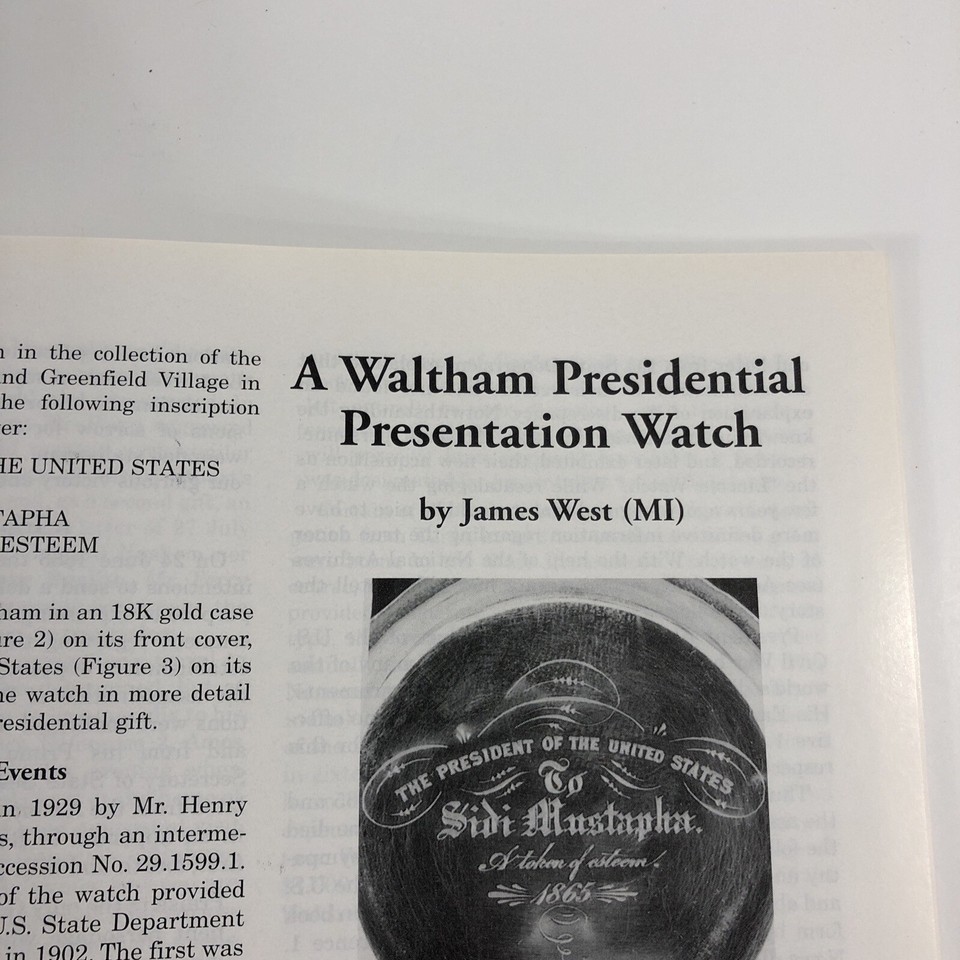 in the collection of the
and Greenfield Village in
the following inscription
HE UNITED STATES
TAPHA
ESTEEM
ham in an 18K gold case
ure 2) on its front cover,
States (Figure 3) on its
he watch in more detail
residential gift.
Events
in 1929 by Mr. Henry
s, through an interme-
ccession No. 29.1599.1.
of the watch provided
U.S. State Department
in 1902. The first was
A Waltham Presidential
Presentation Watch
by James West (MI)
THE PRESIDENT OF THE UNITED STATES
To
Sidi Mustapha.
A token of esteem.
1865